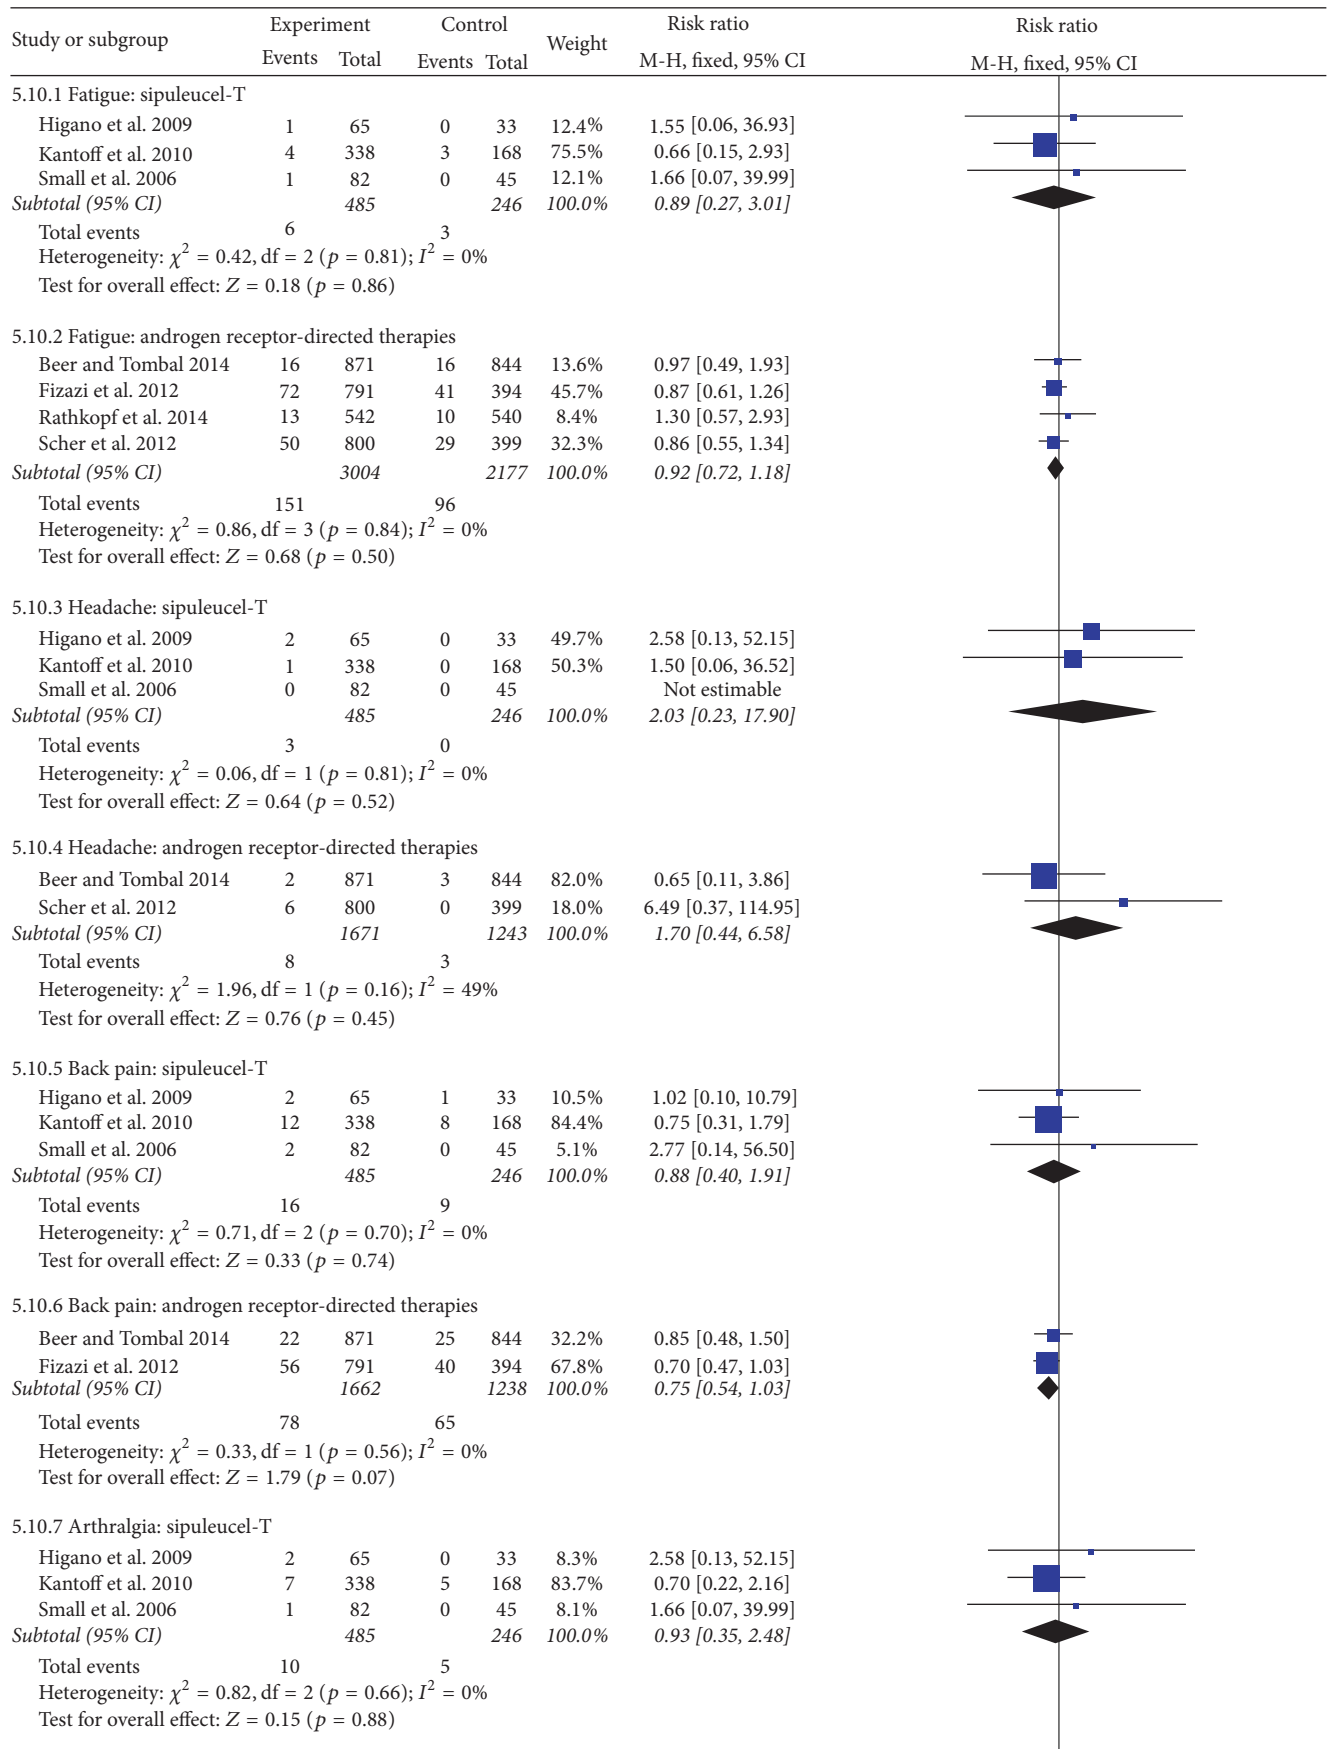 Study or subgroup Experiment Control Weight Risk ratio Risk ratio
Events Total Events Total M-H, fixed, 95% CI M-H, fixed, 95% CI
5.10.1 Fatigue: sipuleucel-T
Higano et al. 2009 1 65 0 33 12.4% 1.55 [0.06, 36.93]
Kantoff et al. 2010 4 338 3 168 75.5% 0.66 [0.15, 2.93]
Small et al. 2006 1 82 0 45 12.1% 1.66 [0.07, 39.99]
Subtotal (95% CI) 485 246 100.0% 0.89 [0.27, 3.01]
Total events 6 3
Heterogeneity: χ² = 0.42, df = 2 (p = 0.81); I² = 0%
Test for overall effect: Z = 0.18 (p = 0.86)
5.10.2 Fatigue: androgen receptor-directed therapies
Beer and Tombal 2014 16 871 16 844 13.6% 0.97 [0.49, 1.93]
Fizazi et al. 2012 72 791 41 394 45.7% 0.87 [0.61, 1.26]
Rathkopf et al. 2014 13 542 10 540 8.4% 1.30 [0.57, 2.93]
Scher et al. 2012 50 800 29 399 32.3% 0.86 [0.55, 1.34]
Subtotal (95% CI) 3004 2177 100.0% 0.92 [0.72, 1.18]
Total events 151 96
Heterogeneity: χ² = 0.86, df = 3 (p = 0.84); I² = 0%
Test for overall effect: Z = 0.68 (p = 0.50)
5.10.3 Headache: sipuleucel-T
Higano et al. 2009 2 65 0 33 49.7% 2.58 [0.13, 52.15]
Kantoff et al. 2010 1 338 0 168 50.3% 1.50 [0.06, 36.52]
Small et al. 2006 0 82 0 45 Not estimable
Subtotal (95% CI) 485 246 100.0% 2.03 [0.23, 17.90]
Total events 3 0
Heterogeneity: χ² = 0.06, df = 1 (p = 0.81); I² = 0%
Test for overall effect: Z = 0.64 (p = 0.52)
5.10.4 Headache: androgen receptor-directed therapies
Beer and Tombal 2014 2 871 3 844 82.0% 0.65 [0.11, 3.86]
Scher et al. 2012 6 800 0 399 18.0% 6.49 [0.37, 114.95]
Subtotal (95% CI) 1671 1243 100.0% 1.70 [0.44, 6.58]
Total events 8 3
Heterogeneity: χ² = 1.96, df = 1 (p = 0.16); I² = 49%
Test for overall effect: Z = 0.76 (p = 0.45)
5.10.5 Back pain: sipuleucel-T
Higano et al. 2009 2 65 1 33 10.5% 1.02 [0.10, 10.79]
Kantoff et al. 2010 12 338 8 168 84.4% 0.75 [0.31, 1.79]
Small et al. 2006 2 82 0 45 5.1% 2.77 [0.14, 56.50]
Subtotal (95% CI) 485 246 100.0% 0.88 [0.40, 1.91]
Total events 16 9
Heterogeneity: χ² = 0.71, df = 2 (p = 0.70); I² = 0%
Test for overall effect: Z = 0.33 (p = 0.74)
5.10.6 Back pain: androgen receptor-directed therapies
Beer and Tombal 2014 22 871 25 844 32.2% 0.85 [0.48, 1.50]
Fizazi et al. 2012 56 791 40 394 67.8% 0.70 [0.47, 1.03]
Subtotal (95% CI) 1662 1238 100.0% 0.75 [0.54, 1.03]
Total events 78 65
Heterogeneity: χ² = 0.33, df = 1 (p = 0.56); I² = 0%
Test for overall effect: Z = 1.79 (p = 0.07)
5.10.7 Arthralgia: sipuleucel-T
Higano et al. 2009 2 65 0 33 8.3% 2.58 [0.13, 52.15]
Kantoff et al. 2010 7 338 5 168 83.7% 0.70 [0.22, 2.16]
Small et al. 2006 1 82 0 45 8.1% 1.66 [0.07, 39.99]
Subtotal (95% CI) 485 246 100.0% 0.93 [0.35, 2.48]
Total events 10 5
Heterogeneity: χ² = 0.82, df = 2 (p = 0.66); I² = 0%
Test for overall effect: Z = 0.15 (p = 0.88)